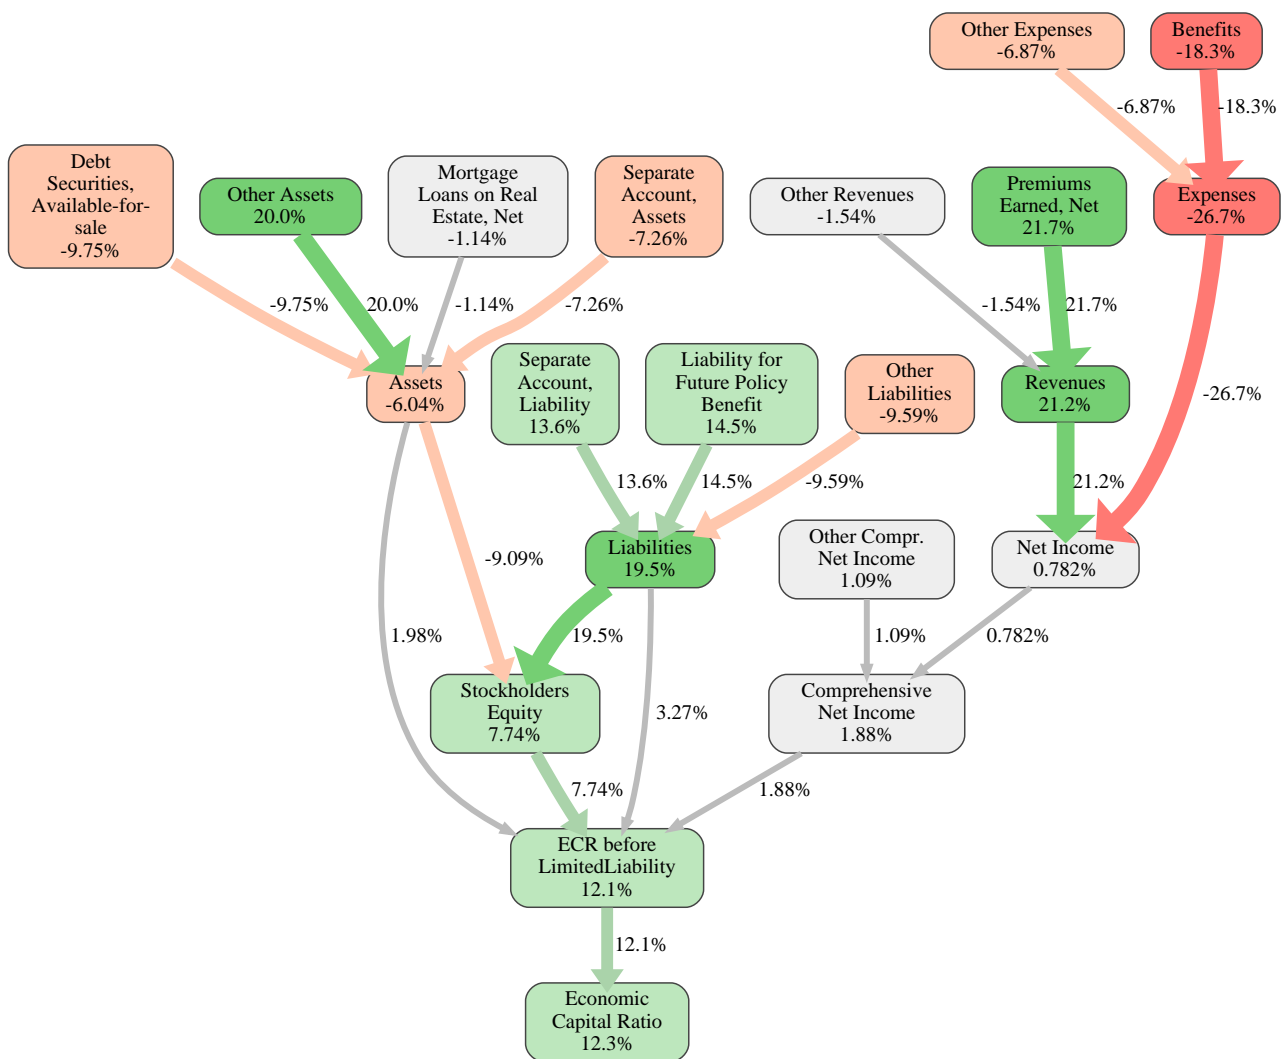 Other Expenses
-6.87%
Benefits
-18.3%
-6.87%
-18.3%
Debt
Securities,
Available-for-
sale
-9.75%
Other Assets
20.0%
Mortgage
Loans on Real
Estate, Net
-1.14%
Separate
Account,
Assets
-7.26%
Other Revenues
-1.54%
Premiums
Earned, Net
21.7%
Expenses
-26.7%
-9.75%
20.0%
-1.14%
-7.26%
-1.54%
21.7%
-26.7%
Assets
-6.04%
Separate
Account,
Liability
13.6%
Liability for
Future Policy
Benefit
14.5%
Other
Liabilities
-9.59%
Revenues
21.2%
13.6%
14.5%
-9.59%
21.2%
-9.09%
Liabilities
19.5%
Other Compr.
Net Income
1.09%
Net Income
0.782%
1.98%
19.5%
3.27%
1.09%
0.782%
Stockholders
Equity
7.74%
Comprehensive
Net Income
1.88%
7.74%
1.88%
ECR before
LimitedLiability
12.1%
12.1%
Economic
Capital Ratio
12.3%